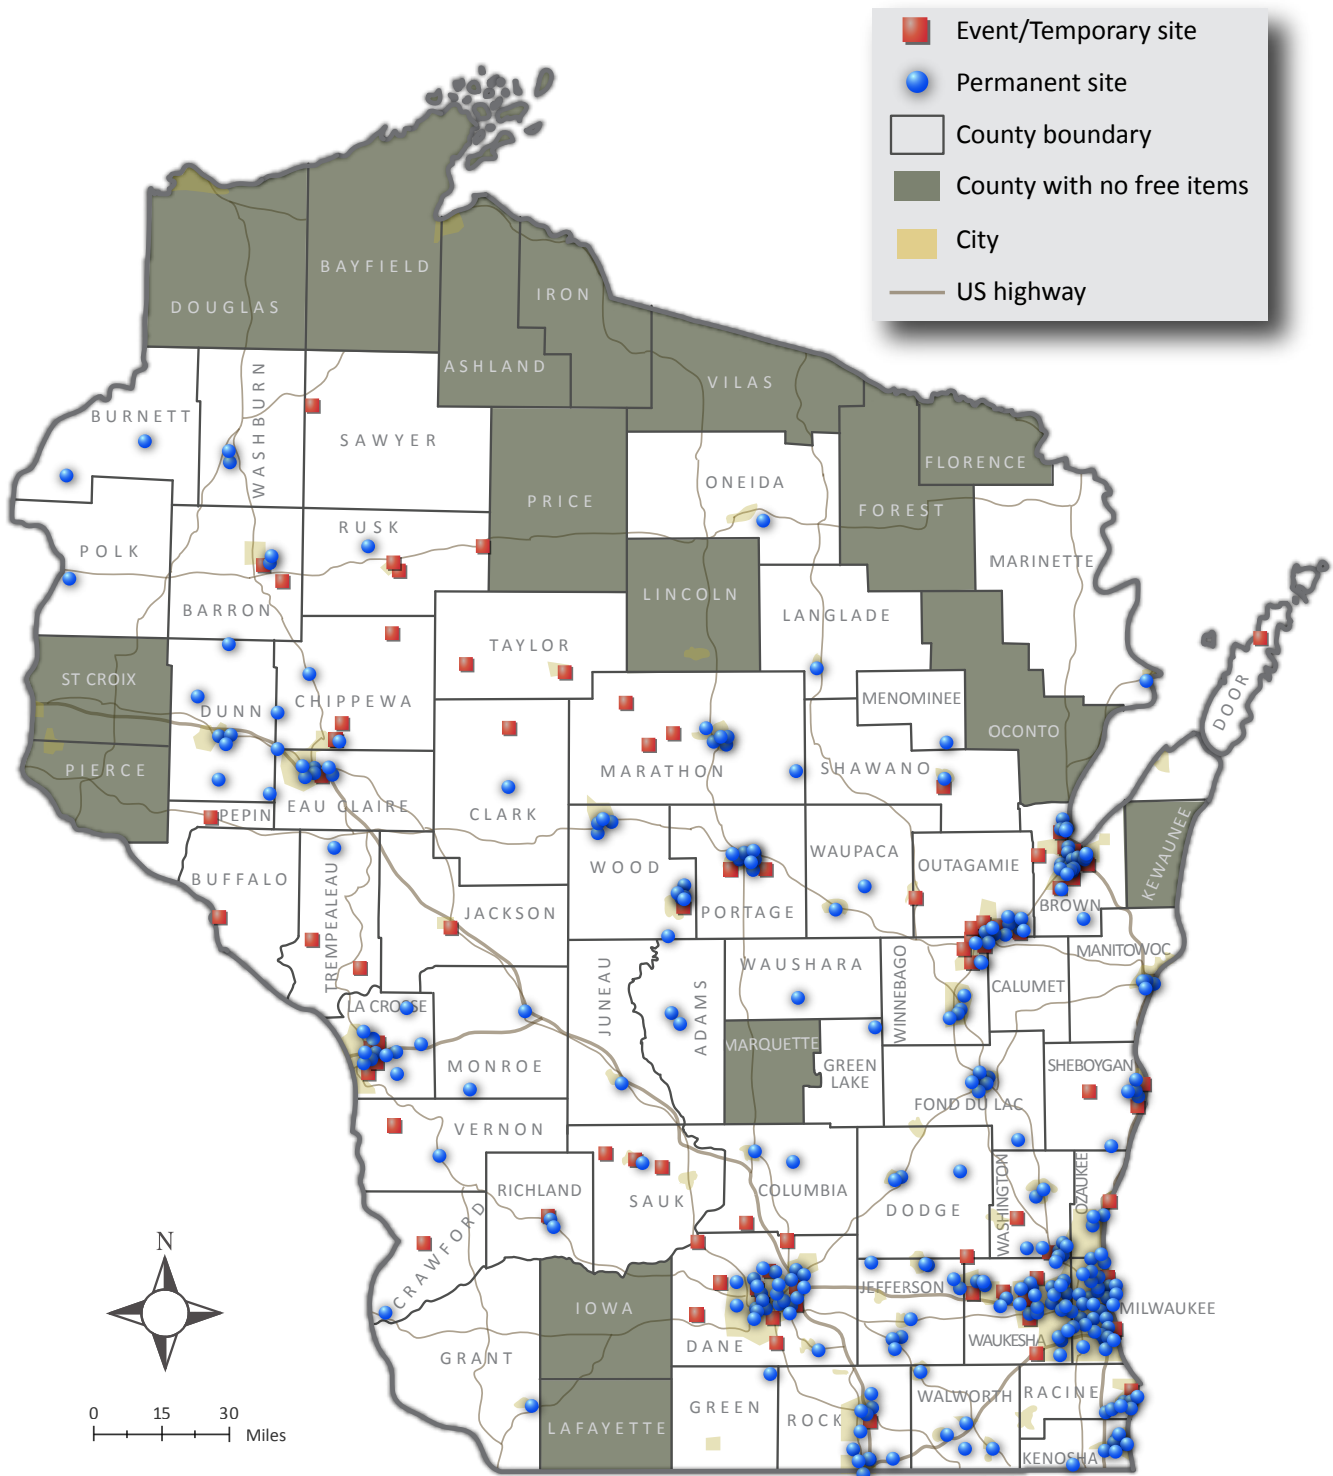 Event/Temporary site
Permanent site
County boundary
County with no free items
City
US highway
BAYFIELD
DOUGLAS
IRON
ASHLAND
VILAS
BURNETT
WASHBURN
SAWYER
FLORENCE
ONEIDA
PRICE
FOREST
RUSK
POLK
MARINETTE
LINCOLN
BARRON
LANGLADE
TAYLOR
ST CROIX
CHIPPEWA
MENOMINEE
DUNN
DOOR
OCONTO
PIERCE
MARATHON
SHAWANO
EAU CLAIRE
PEPIN
CLARK
WAUPACA
WOOD
OUTAGAMIE
KEWAUNEE
BUFFALO
BROWN
TREMPEALEAU
JACKSON
PORTAGE
MANITOWOC
WAUSHARA
WINNEBAGO
CALUMET
LA CROSSE
JUNEAU
ADAMS
MARQUETTE
GREEN
LAKE
MONROE
SHEBOYGAN
FOND DU LAC
VERNON
RICHLAND
SAUK
COLUMBIA
DODGE
WASHINGTON
OZAUKEE
CRAWFORD
N
IOWA
JEFFERSON
MILWAUKEE
DANE
WAUKESHA
GRANT
GREEN
ROCK
WALWORTH
RACINE
LAFAYETTE
KENOSHA
0 15 30
Miles